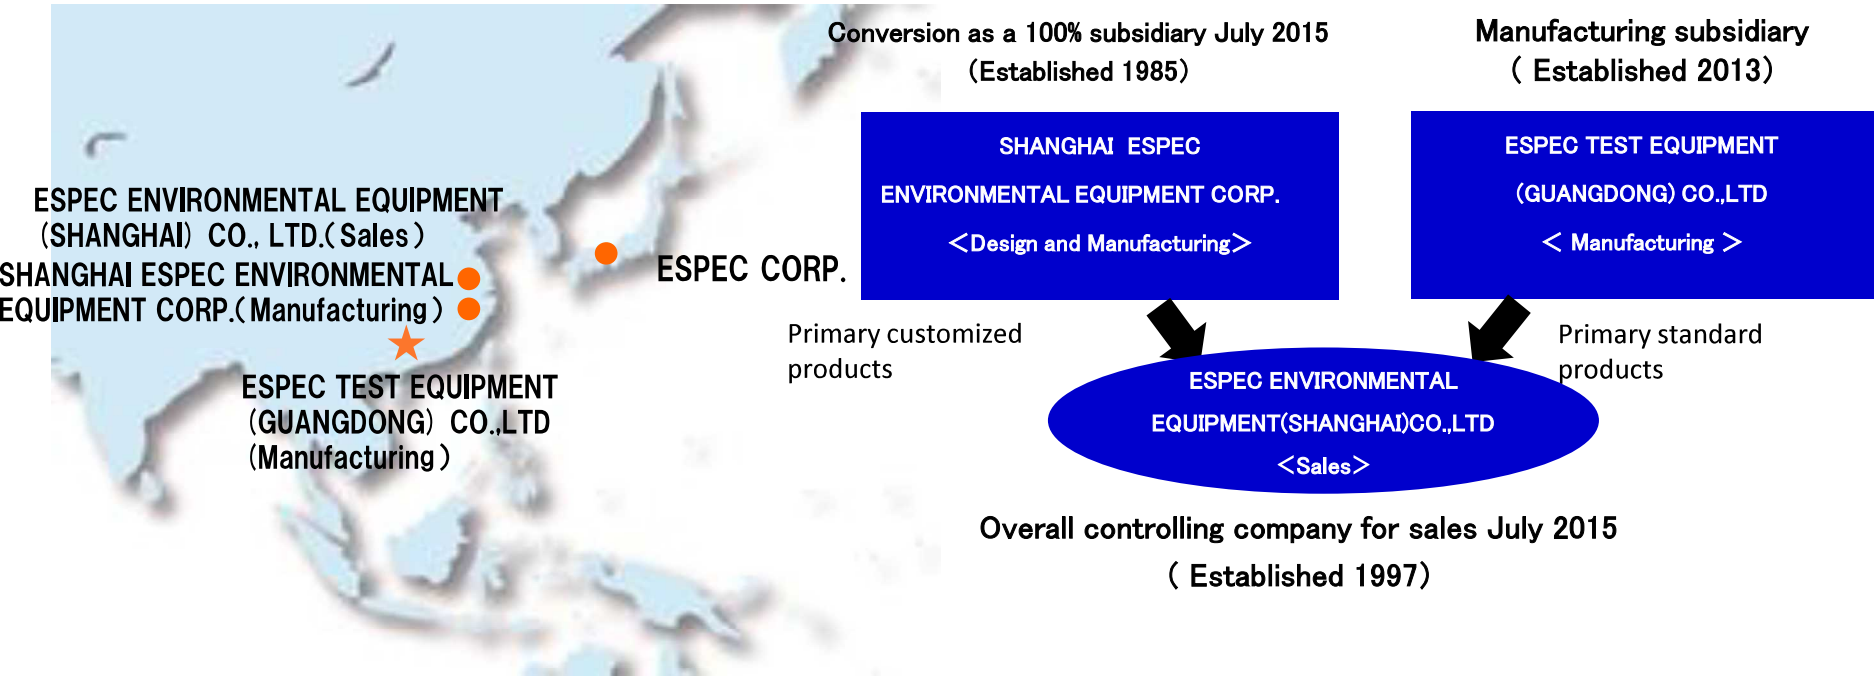 ESPEC ENVIRONMENTAL EQUIPMENT
(SHANGHAI) CO., LTD.(Sales)
SHANGHAI ESPEC ENVIRONMENTAL
EQUIPMENT CORP.(Manufacturing)
ESPEC TEST EQUIPMENT
(GUANGDONG) CO.,LTD
(Manufacturing)
ESPEC CORP.
Conversion as a 100% subsidiary July 2015
(Established 1985)
SHANGHAI ESPEC
ENVIRONMENTAL EQUIPMENT CORP.
<Design and Manufacturing>
Manufacturing subsidiary
( Established 2013)
ESPEC TEST EQUIPMENT
(GUANGDONG) CO.,LTD
< Manufacturing >
Primary customized
products
Primary standard
products
ESPEC ENVIRONMENTAL
EQUIPMENT(SHANGHAI)CO.,LTD
<Sales>
Overall controlling company for sales July 2015
( Established 1997)